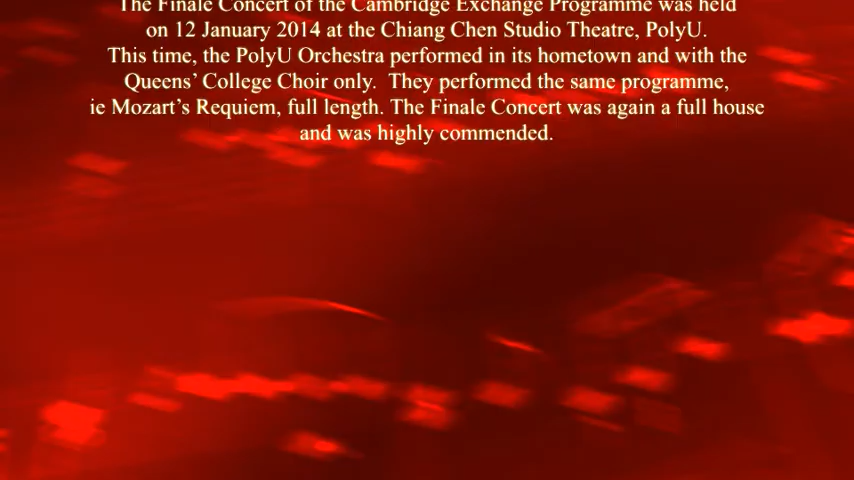 The Finale Concert of the Cambridge Exchange Programme was held
on 12 January 2014 at the Chiang Chen Studio Theatre, PolyU.
This time, the PolyU Orchestra performed in its hometown and with the
Queens’ College Choir only.  They performed the same programme,
ie Mozart’s Requiem, full length. The Finale Concert was again a full house
and was highly commended.